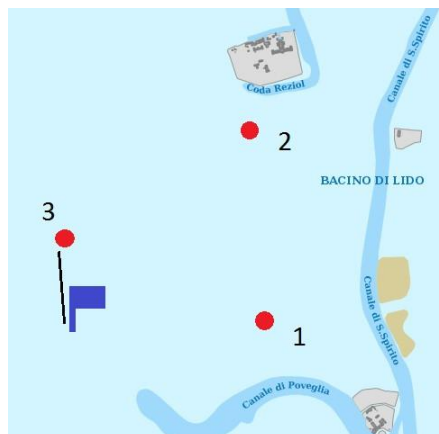 Canale di S.Spirito
Coda Reziol
2
BACINO DI LIDO
3
Canale di S.Spirito
1
Canale di Poveglia